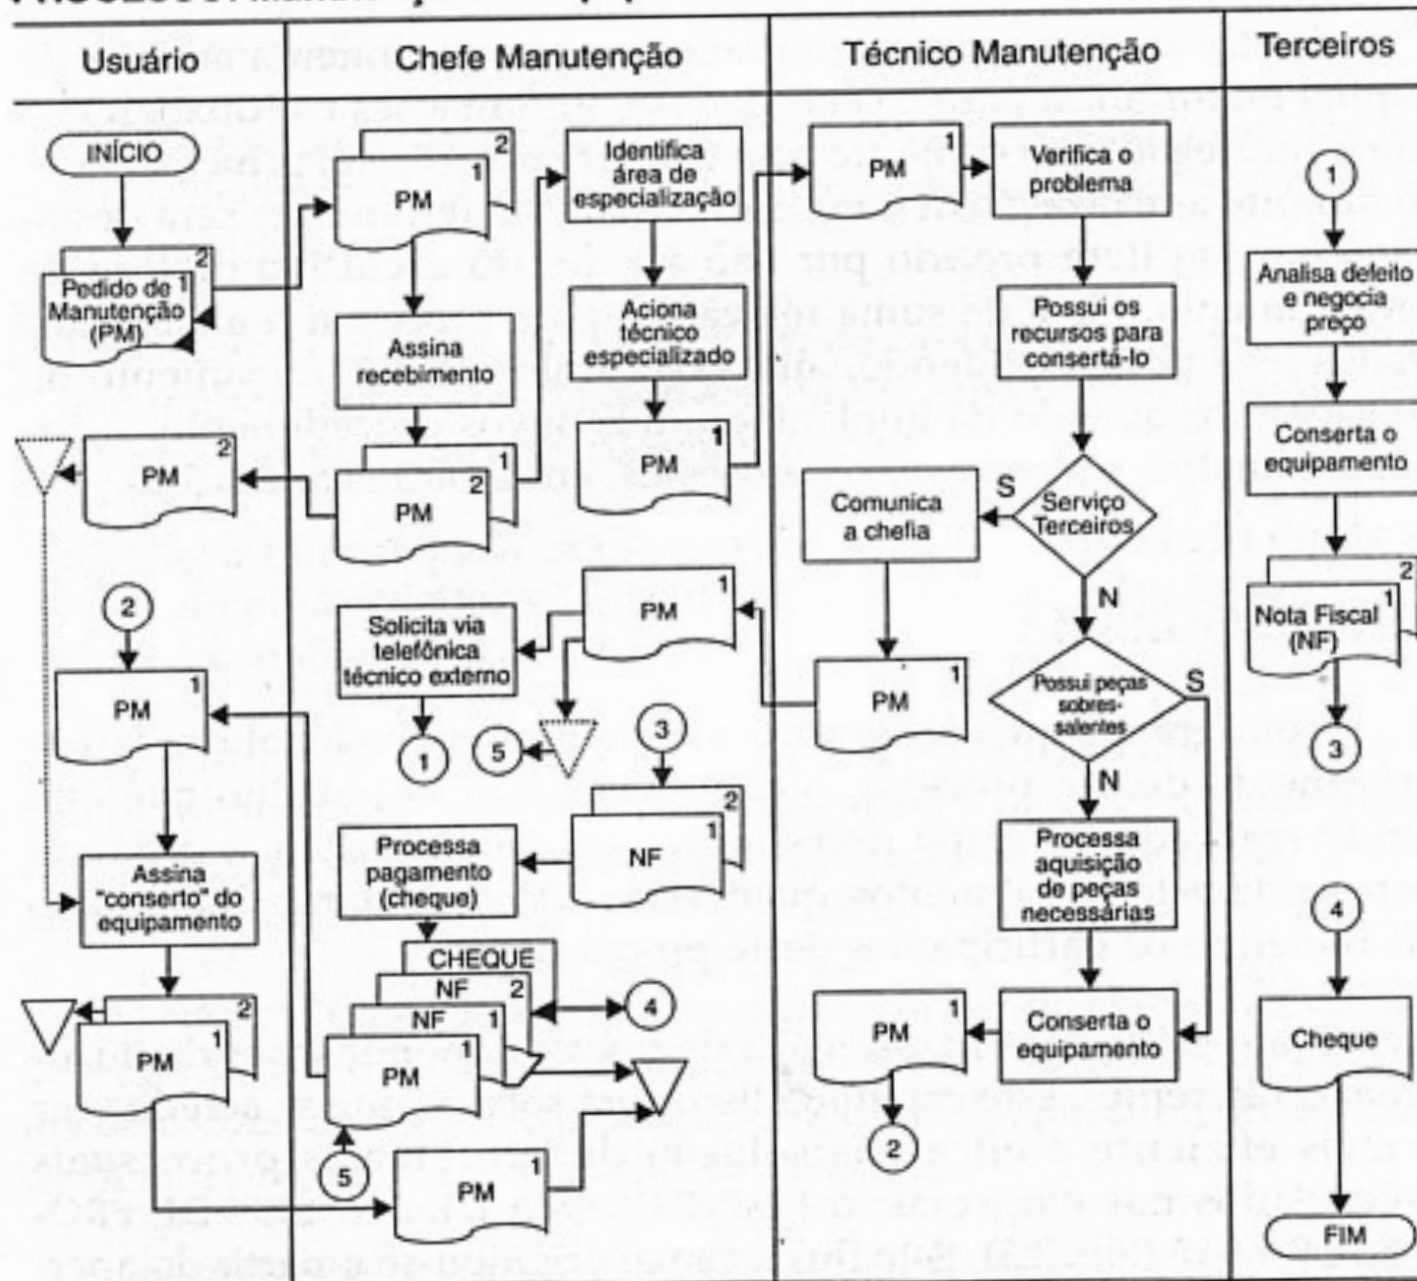 Usuário
Chefe Manutenção
Técnico Manutenção
Terceiros
INÍCIO
2
Pedido de 1
Manutenção
(PM)
2
PM
2
PM
1
Assina
"conserto" do
equipamento
2
1
PM
2
1
PM
Assina
recebimento
1
2
PM
Identifica
área de
especialização
Aciona
técnico
especializado
1
PM
Solicita via
telefônica
técnico externo
1
1
PM
5
3
2
1
NF
Processa
pagamento
(cheque)
CHEQUE
NF 2
NF 1
1
PM
4
5
1
PM
1
PM
Verifica o
problema
Possui os
recursos para
consertá-lo
Serviço
Terceiros
S
N
Comunica
a chefia
1
PM
Possui peças
sobres-
salentes
S
N
Processa
aquisição
de peças
necessárias
Conserta o
equipamento
1
PM
2
1
Analisa defeito
e negocia
preço
Conserta o
equipamento
2
1
Nota Fiscal
(NF)
3
4
Cheque
FIM